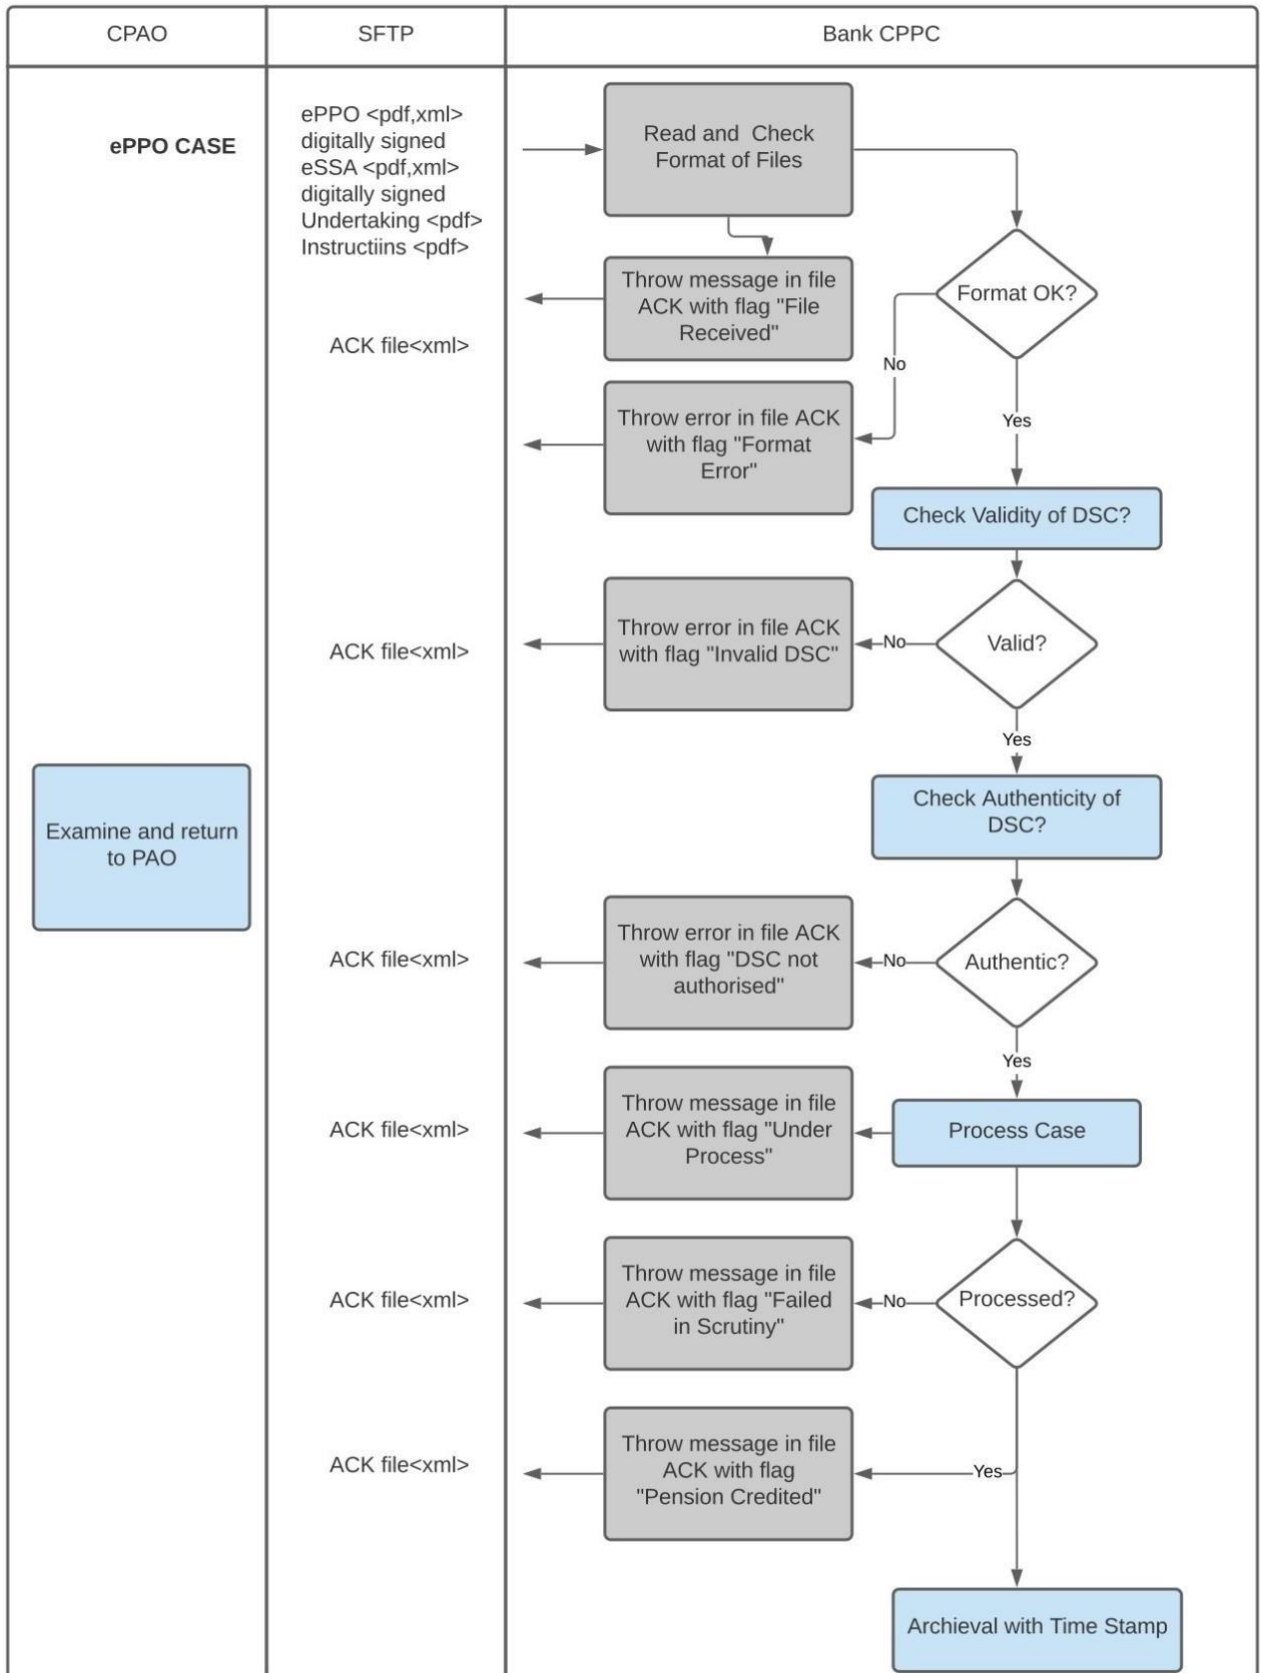 CPAO
SFTP
Bank CPPC
ePPO CASE
ePPO <pdf,xml>
digitally signed
eSSA <pdf,xml>
digitally signed
Undertaking <pdf>
Instructiins <pdf>
Read and Check
Format of Files
Format OK?
Throw message in file
ACK with flag "File
Received"
ACK file<xml>
No
Throw error in file ACK
with flag "Format
Error"
Yes
Check Validity of DSC?
Valid?
No
Throw error in file ACK
with flag "Invalid DSC"
ACK file<xml>
Yes
Check Authenticity of
DSC?
Examine and return
to PAO
Authentic?
No
Throw error in file ACK
with flag "DSC not
authorised"
ACK file<xml>
Yes
Process Case
Throw message in file
ACK with flag "Under
Process"
ACK file<xml>
Processed?
No
Throw message in file
ACK with flag "Failed
in Scrutiny"
ACK file<xml>
Yes
Throw message in file
ACK with flag
"Pension Credited"
ACK file<xml>
Archieval with Time Stamp